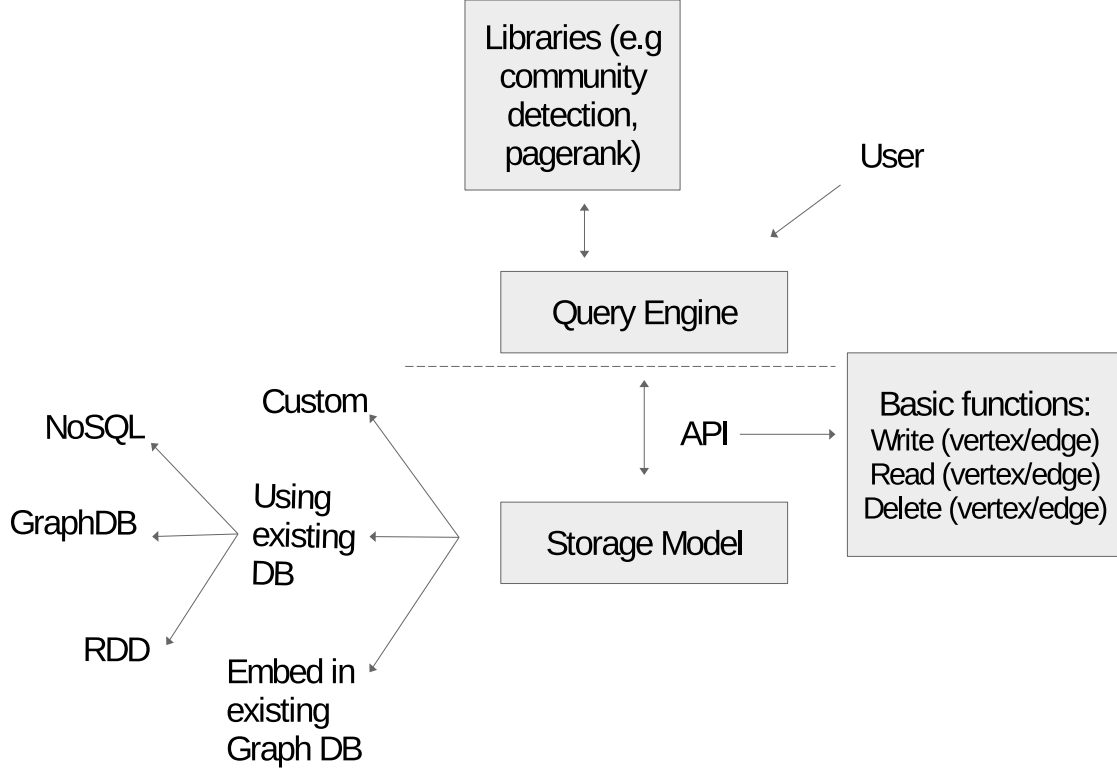 Libraries (e.g
community
detection,
pagerank)
User
Query Engine
Custom
NoSQL
GraphDB
RDD
Using
existing
DB
Embed in
existing
Graph DB
API
Storage Model
Basic functions:
Write (vertex/edge)
Read (vertex/edge)
Delete (vertex/edge)